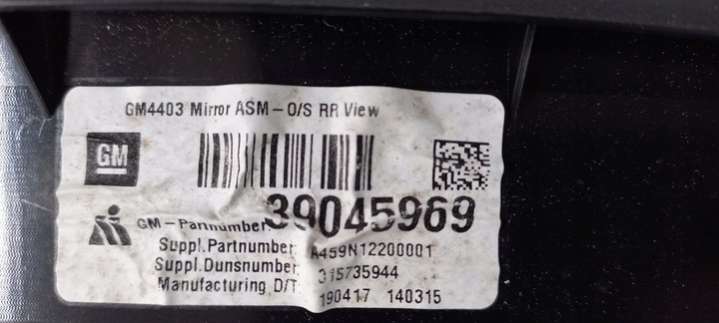 GM4403 Mirror ASM-O/S RR View
GM
GM-Partnumber 39045969
Suppl.Partnumber: A459N12200001
Suppl.Dunsnumber: 315735944
Manufacturing D/T: 190417 140315